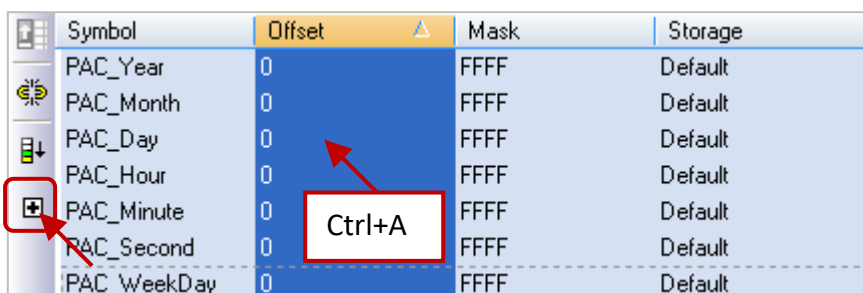 Symbol Offset Mask Storage
PAC_Year 0 FFFF Default
PAC_Month 0 FFFF Default
PAC_Day 0 FFFF Default
PAC_Hour 0 FFFF Default
PAC_Minute 0 FFFF Default
PAC_Second 0 FFFF Default
PAC_WeekDay 0 FFFF Default
Ctrl+A